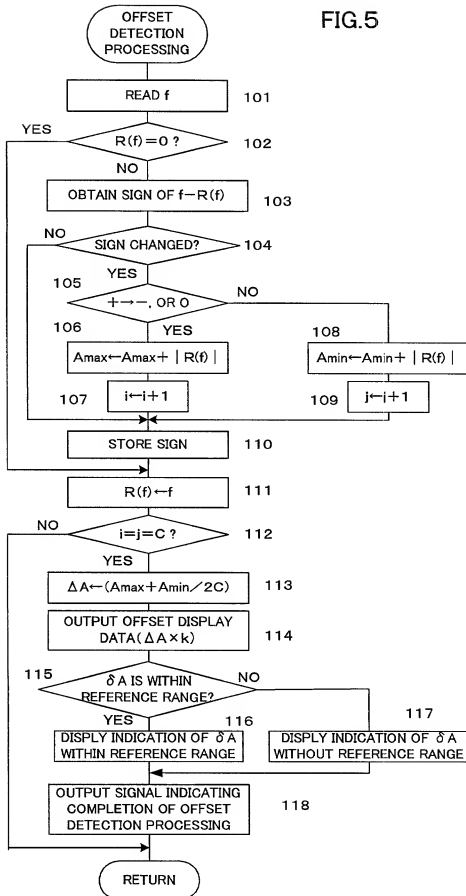 FIG.5
OFFSET
DETECTION
PROCESSING
READ f
101
YES
R(f)=0 ?
102
NO
OBTAIN SIGN OF f-R(f)
103
NO
SIGN CHANGED?
104
YES
105
+→-, OR 0
NO
106
YES
108
Amax←Amax+｜R(f)｜
Amin←Amin+｜R(f)｜
107
i←i+1
109
j←i+1
STORE SIGN
110
R(f)←f
111
NO
i=j=C ?
112
YES
ΔA←(Amax+Amin/2C)
113
OUTPUT OFFSET DISPLAY
DATA(ΔA×k)
114
115
δA IS WITHIN
REFERENCE RANGE?
NO
YES
116
117
DISPLY INDICATION OF δA
WITHIN REFERENCE RANGE
DISPLY INDICATION OF δA
WITHOUT REFERENCE RANGE
OUTPUT SIGNAL INDICATING
COMPLETION OF OFFSET
DETECTION PROCESSING
118
RETURN